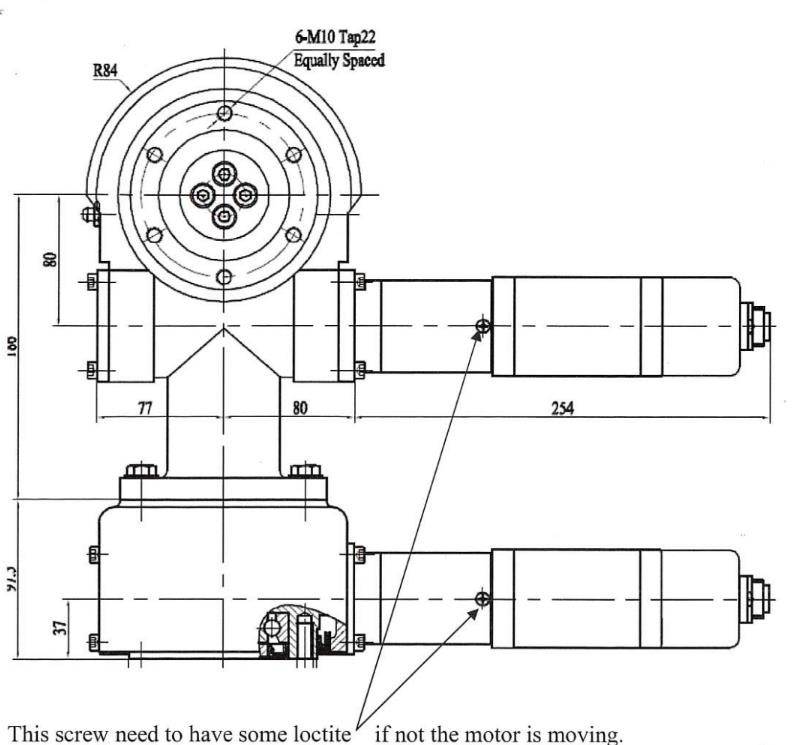 6-M10 Tap22
Equally Spaced
R84
80
77
80
254
37
This screw need to have some loctite if not the motor is moving.